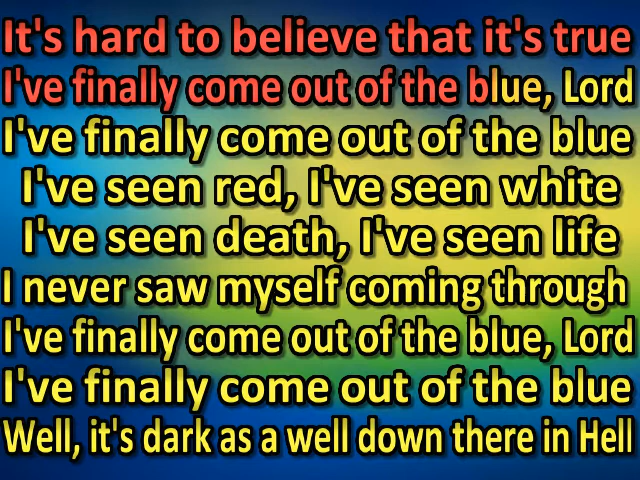 It's hard to believe that it's true
I've finally come out of the blue, Lord
I've finally come out of the blue
I've seen red, I've seen white
I've seen death, I've seen life
I never saw myself coming through
I've finally come out of the blue, Lord
I've finally come out of the blue
Well, it's dark as a well down there in Hell